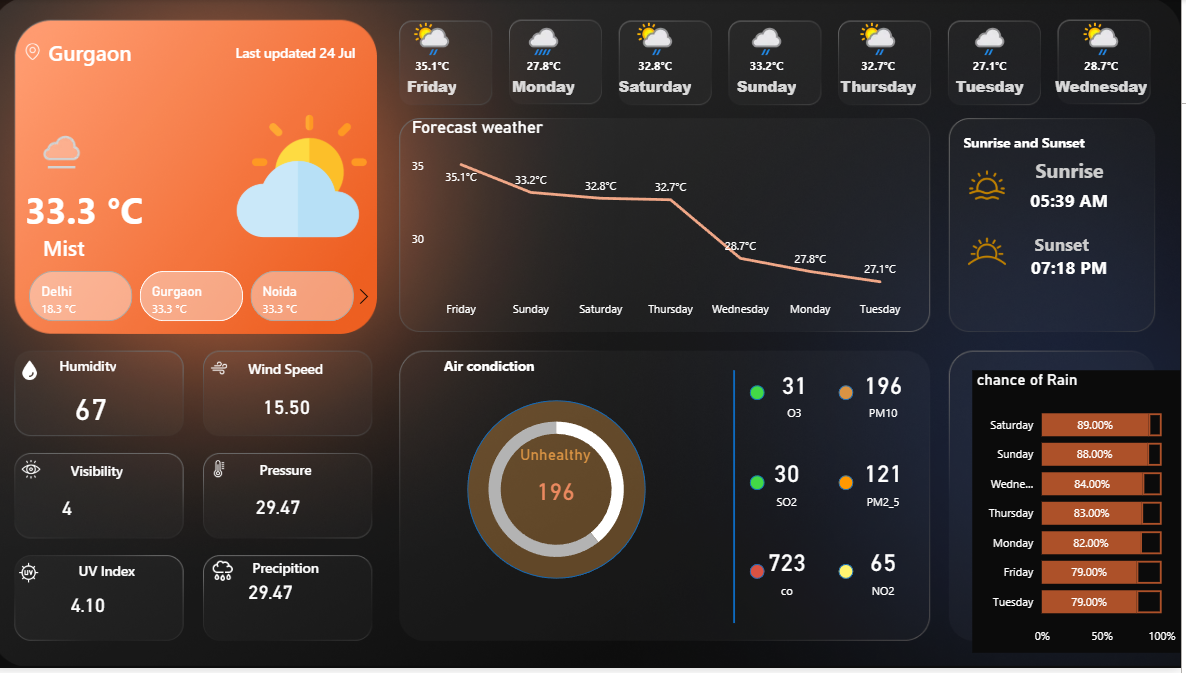 Gurgaon
Last updated 24 Jul
33.3 °C
Mist
Delhi
18.3 °C
Gurgaon
33.3 °C
Noida
33.3 °C
35.1°C
Friday
27.8°C
Monday
32.8°C
Saturday
33.2°C
Sunday
32.7°C
Thursday
27.1°C
Tuesday
28.7°C
Wednesday
Forecast weather
35
30
35.1°C
33.2°C
32.8°C
32.7°C
28.7°C
27.8°C
27.1°C
Friday Sunday Saturday Thursday Wednesday Monday Tuesday
Sunrise and Sunset
Sunrise
05:39 AM
Sunset
07:18 PM
Humidity
67
Wind Speed
15.50
Visibility
4
Pressure
29.47
UV
UV Index
4.10
Precipition
29.47
Air condiction
Unhealthy
196
31
O3
196
PM10
30
SO2
121
PM2_5
723
co
65
NO2
chance of Rain
Saturday 89.00%
Sunday 88.00%
Wedne... 84.00%
Thursday 83.00%
Monday 82.00%
Friday 79.00%
Tuesday 79.00%
0% 50% 100%